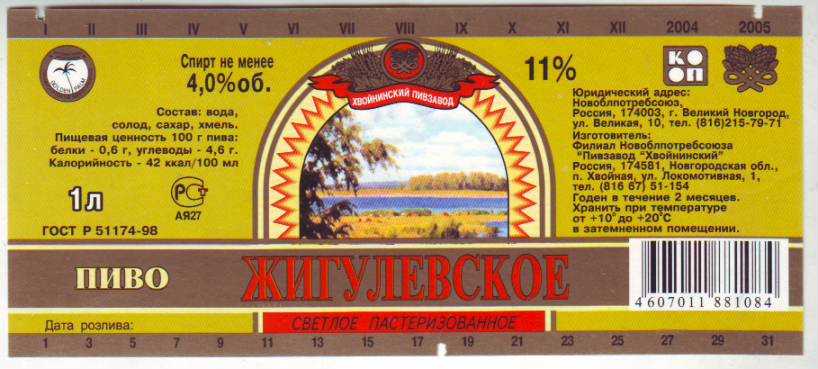 I II III IV V VI VII VIII IX X XI XII 2004 2005
GOLDEN PALM
Спирт не менее
4,0%об.
Состав: вода,
солод, сахар, хмель.
Пищевая ценность 100 г пива:
белки - 0,6 г, углеводы - 4,6 г.
Калорийность - 42 ккал/100 мл
1л
РСТ
АЯ27
ГОСТ Р 51174-98
ХВОЙНИНСКИЙ ПИВЗАВОД
11%
КООП
Юридический адрес:
Новоблпотребсоюз,
Россия, 174003, г. Великий Новгород,
ул. Великая, 10, тел. (816)215-79-71
Изготовитель:
Филиал Новоблпотребсоюза
"Пивзавод "Хвойнинский"
Россия, 174581, Новгородская обл.,
п. Хвойная, ул. Локомотивная, 1,
тел. (816 67) 51-154
Годен в течение 2 месяцев.
Хранить при температуре
от +10° до +20°С
в затемненном помещении.
ПИВО ЖИГУЛЕВСКОЕ
4607011 881084
Дата розлива:
СВЕТЛОЕ ПАСТЕРИЗОВАННОЕ
1 3 5 7 9 11 13 15 17 19 21 23 25 27 29 31